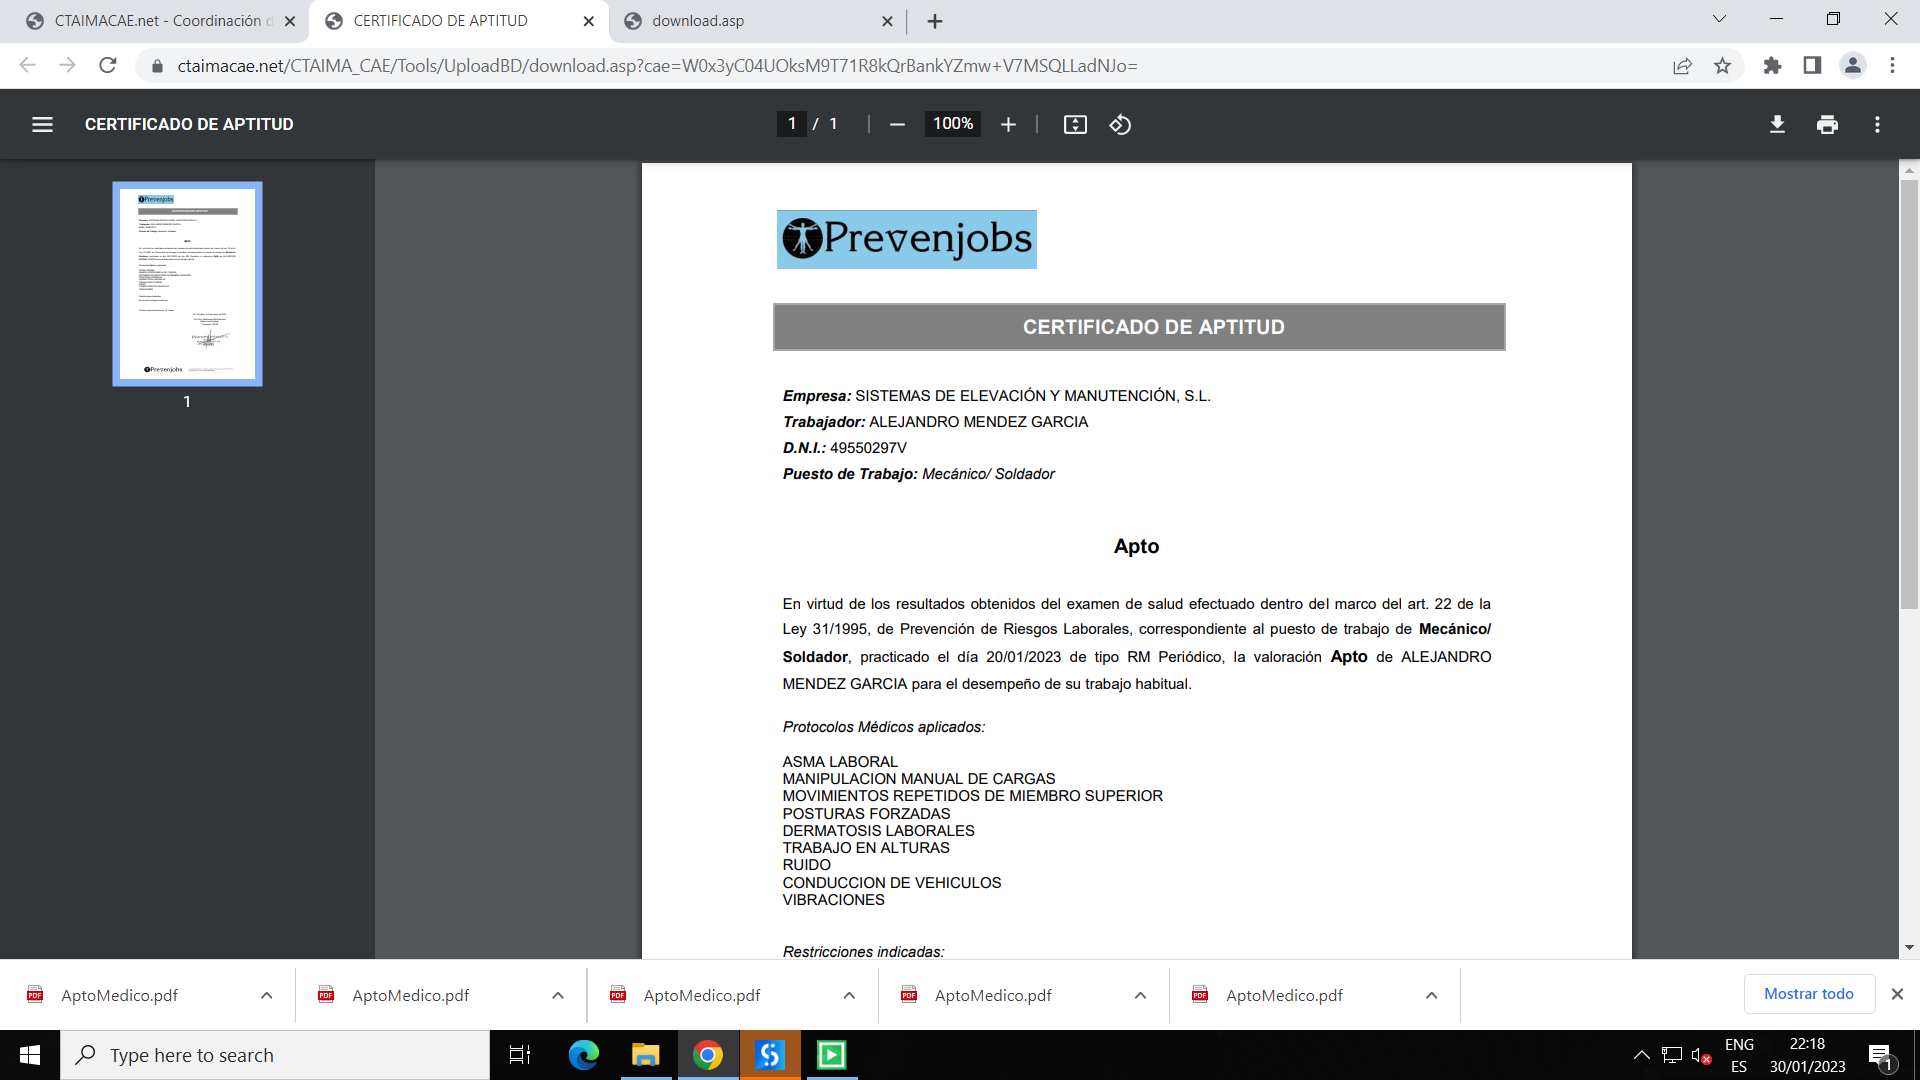 CTAIMACAE.net - Coordinación d
CERTIFICADO DE APTITUD
download.asp
ctaimacae.net/CTAIMA_CAE/Tools/UploadBD/download.asp?cae=W0x3yC04UOksM9T71R8kQrBankYZmw+V7MSQLLadNJo=
CERTIFICADO DE APTITUD
1 / 1
100%
1
Prevenjobs
CERTIFICADO DE APTITUD
Empresa: SISTEMAS DE ELEVACIÓN Y MANUTENCIÓN, S.L.
Trabajador: ALEJANDRO MENDEZ GARCIA
D.N.I.: 49550297V
Puesto de Trabajo: Mecánico/ Soldador
Apto
En virtud de los resultados obtenidos del examen de salud efectuado dentro del marco del art. 22 de la
Ley 31/1995, de Prevención de Riesgos Laborales, correspondiente al puesto de trabajo de Mecánico/
Soldador, practicado el día 20/01/2023 de tipo RM Periódico, la valoración Apto de ALEJANDRO
MENDEZ GARCIA para el desempeño de su trabajo habitual.
Protocolos Médicos aplicados:
ASMA LABORAL
MANIPULACION MANUAL DE CARGAS
MOVIMIENTOS REPETIDOS DE MIEMBRO SUPERIOR
POSTURAS FORZADAS
DERMATOSIS LABORALES
TRABAJO EN ALTURAS
RUIDO
CONDUCCION DE VEHICULOS
VIBRACIONES
Restricciones indicadas:
AptoMedico.pdf
AptoMedico.pdf
AptoMedico.pdf
AptoMedico.pdf
AptoMedico.pdf
Mostrar todo
Type here to search
ENG
ES
22:18
30/01/2023
1